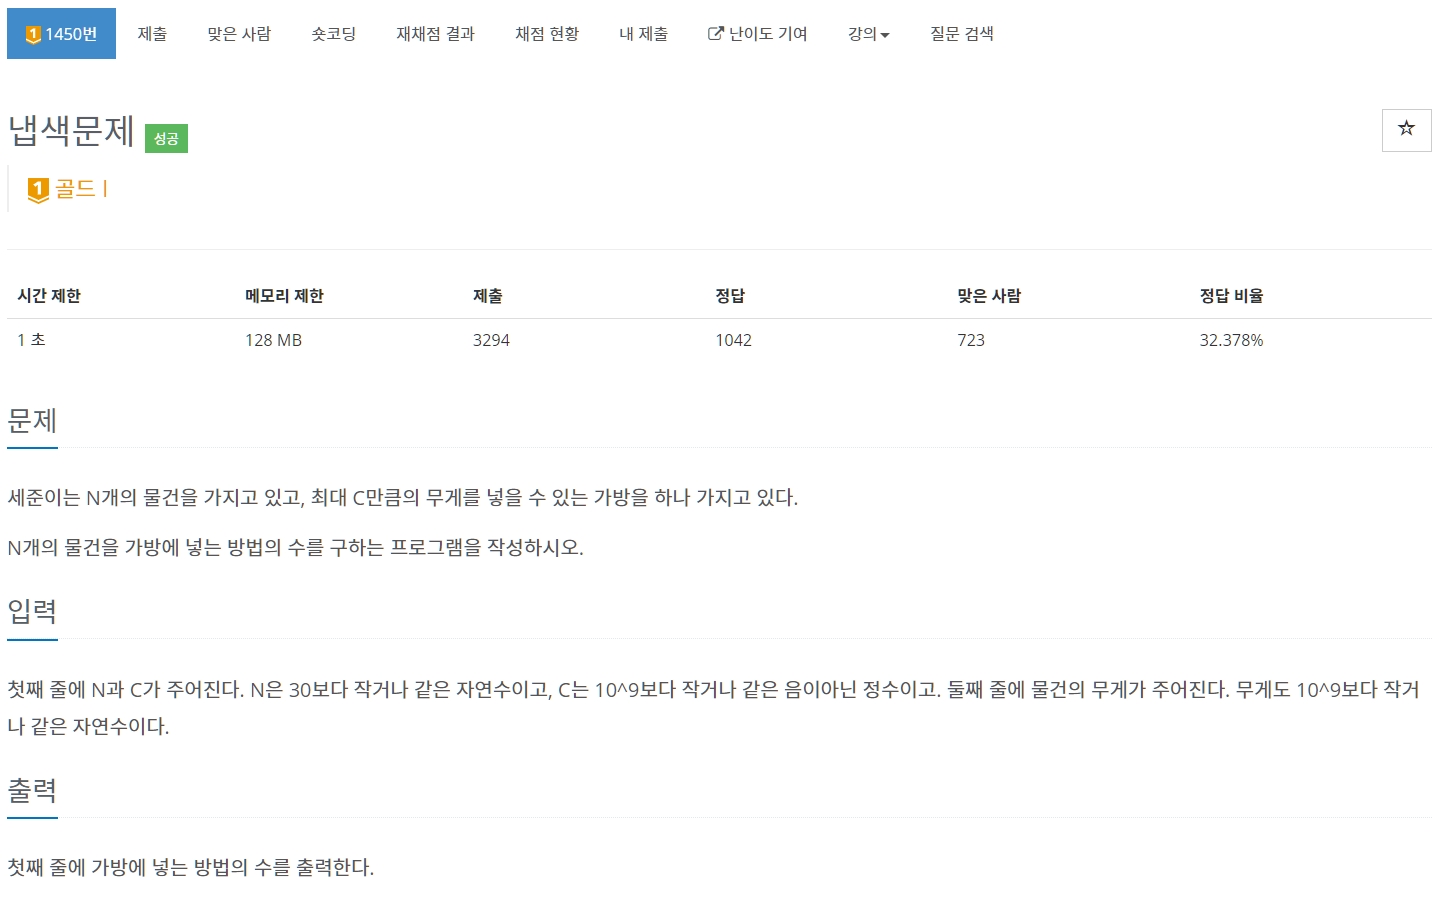 1 1450번 제출 맞은 사람 숏코딩 재채점 결과 채점 현황 내 제출 난이도 기여 강의 질문 검색
냅색문제 성공
1 골드 I
시간 제한 메모리 제한 제출 정답 맞은 사람 정답 비율
1 초 128 MB 3294 1042 723 32.378%
문제
세준이는 N개의 물건을 가지고 있고, 최대 C만큼의 무게를 넣을 수 있는 가방을 하나 가지고 있다.
N개의 물건을 가방에 넣는 방법의 수를 구하는 프로그램을 작성하시오.
입력
첫째 줄에 N과 C가 주어진다. N은 30보다 작거나 같은 자연수이고, C는 10^9보다 작거나 같은 음이아닌 정수이고. 둘째 줄에 물건의 무게가 주어진다. 무게도 10^9보다 작거
나 같은 자연수이다.
출력
첫째 줄에 가방에 넣는 방법의 수를 출력한다.